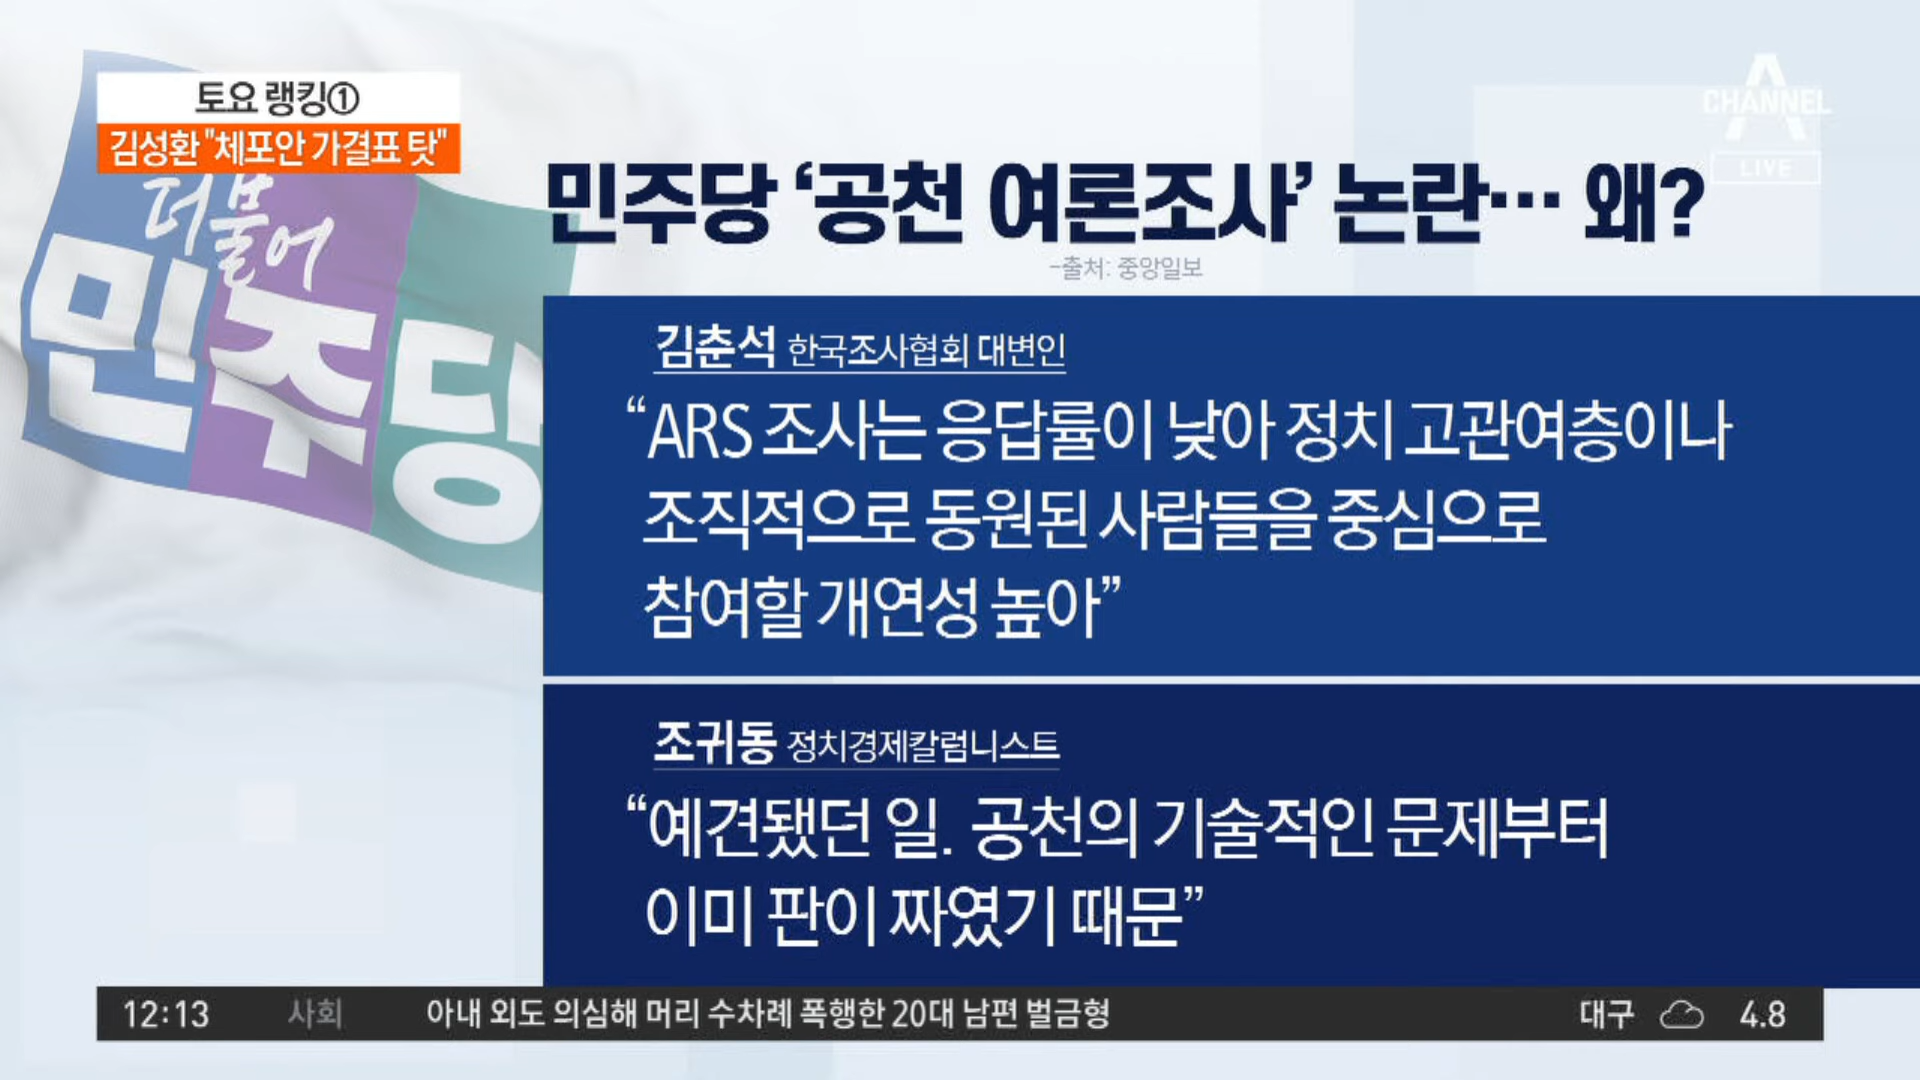 토요 랭킹①
김성환 "체포안 가결표 탓"
CHANNEL A
LIVE
더불어
민주당
민주당 ‘공천 여론조사’ 논란… 왜?
-출처: 중앙일보
김춘석 한국조사협회 대변인
“ARS 조사는 응답률이 낮아 정치 고관여층이나
조직적으로 동원된 사람들을 중심으로
참여할 개연성 높아”
조귀동 정치경제칼럼니스트
“예견됐던 일. 공천의 기술적인 문제부터
이미 판이 짜였기 때문”
12:13 사회 아내 외도 의심해 머리 수차례 폭행한 20대 남편 벌금형 대구 4.8